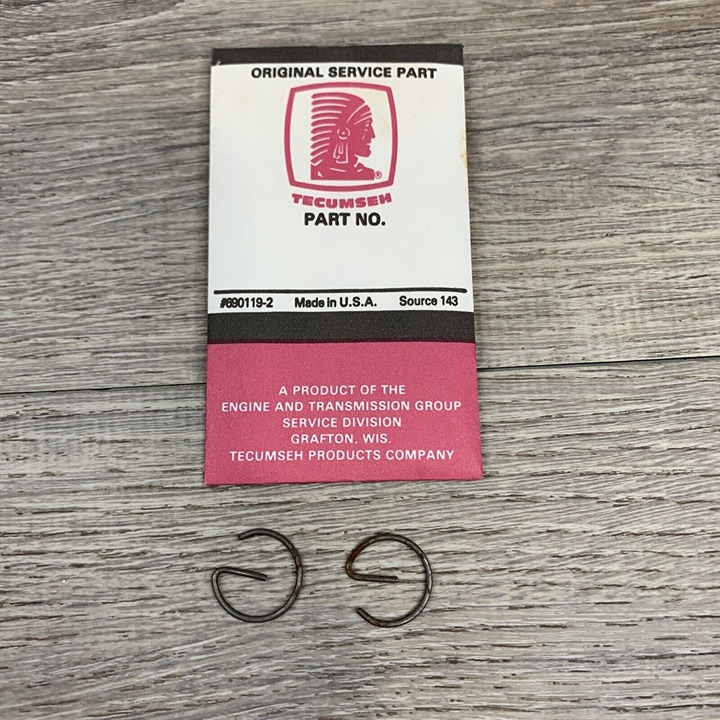 ORIGINAL SERVICE PART
®
TECUMSEH
PART NO.
#690119-2 Made in U.S.A. Source 143
A PRODUCT OF THE
ENGINE AND TRANSMISSION GROUP
SERVICE DIVISION
GRAFTON, WIS.
TECUMSEH PRODUCTS COMPANY